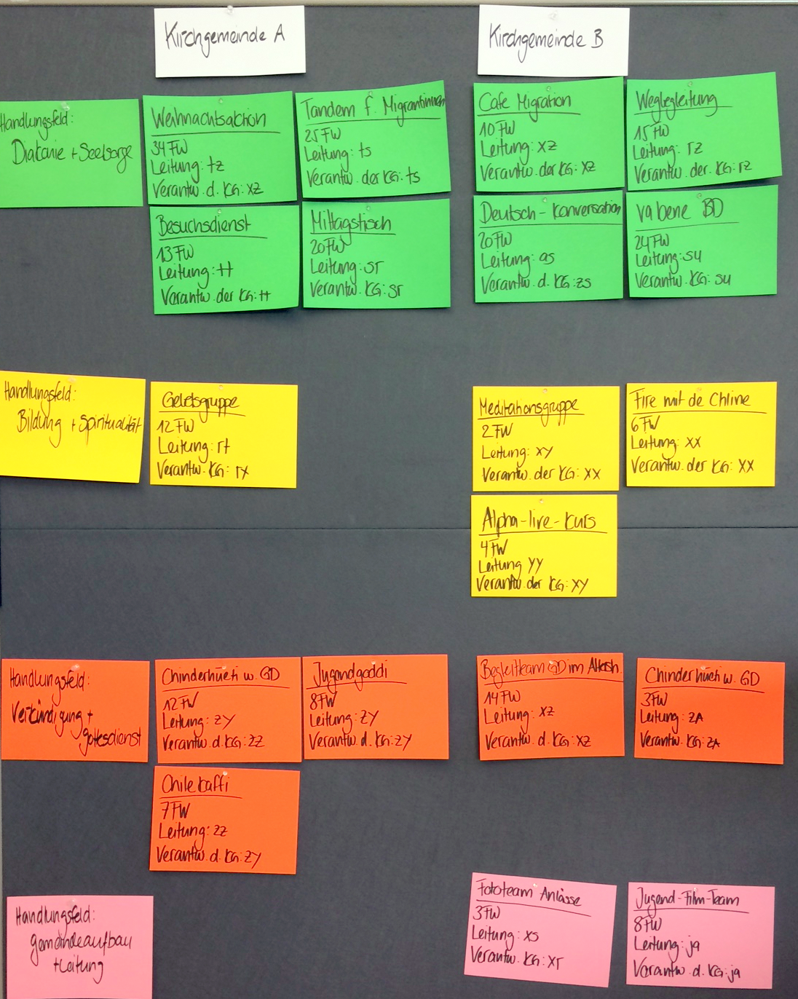 Kirchgemeinde A
Kirchgemeinde B
Handlungsfeld:
Diakonie + Seelsorge
Weihnachtsaktion
34 FW
Leitung: tz
Verantw. d. KG: xz
Tandem f. Migrantinnen
25 FW
Leitung: ts
Verantw. der KG: ts
Cafe Migration
10 FW
Leitung: xz
Verantw. der KG: xz
Wegbegleitung
15 FW
Leitung: rz
Verantw. der. KG: rz
Besuchsdienst
13 FW
Leitung: tt
Verantw. der KG: tt
Mittagstisch
20 FW
Leitung: sr
Verantw. KG: sr
Deutsch - Konversation
20 FW
Leitung: as
Verantw. d. KG: zs
va bene BD
24 FW
Leitung: su
Verantw. KG: su
Handlungsfeld:
Bildung + Spiritualität
Gebetsgruppe
12 FW
Leitung: rt
Verantw. KG: rx
Meditationsgruppe
2 FW
Leitung: xy
Verantw. der KG: xx
Fire mit de Chline
6 FW
Leitung: xx
Verantw. der KG: xx
Alpha-live-Kurs
4 FW
Leitung yy
Verantw. der KG: xy
Handlungsfeld:
Verkündigung +
Gottesdienst
Chinderhüeti w. GD
12 FW
Leitung: zy
Verantw. d. KG: zz
Jugendgoddi
8 FW
Leitung: zy
Verantw. d. KG: zy
Begleitteam GD im Altersh.
14 FW
Leitung: xz
Verantw. d. KG: xz
Chinderhüeti w. GD
3 FW
Leitung: za
Verantw. KG: za
Chilekaffi
7 FW
Leitung: zz
Verantw. d. KG: zy
Handlungsfeld:
Gemeindeaufbau
+ Leitung
Fototeam Anlässe
3 FW
Leitung: xs
Verantw. KG: xr
Jugend-Film-Team
8 FW
Leitung: ja
Verantw. d. KG: ja